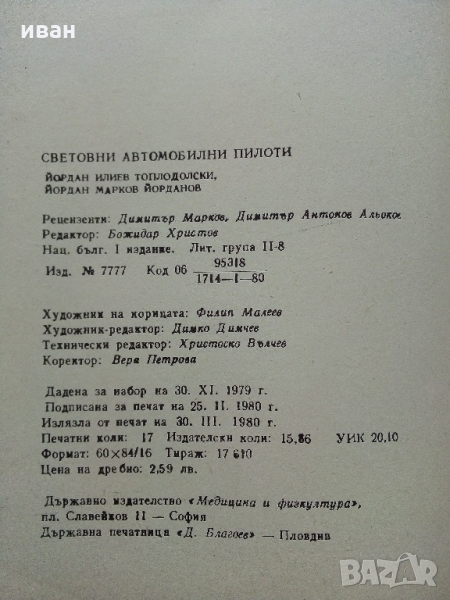 иван
СВЕТОВНИ АВТОМОБИЛНИ ПИЛОТИ
ЙОРДАН ИЛИЕВ ТОПЛОДОЛСКИ,
ЙОРДАН МАРКОВ ЙОРДАНОВ
Рецензенти: Димитър Марков, Димитър Антонов Альоков
Редактор: Божидар Христов
Нац. бълг. I издание. Лит. група II-8
Изд. № 7777 Код 06 95318/1714—1—80
Художник на корицата: Филип Малеев
Художник-редактор: Димко Димчев
Технически редактор: Христоско Вълчев
Коректор: Вера Петрова
Дадена за набор на 30. XI. 1979 г.
Подписана за печат на 25. II. 1980 г.
Излязла от печат на 30. III. 1980 г.
Печатни коли: 17 Издателски коли: 15,86 УИК 20,10
Формат: 60×84/16 Тираж: 17 610
Цена на дребно: 2,59 лв.
Държавно издателство «Медицина и физкултура»,
пл. Славейков 11 — София
Държавна печатница «Д. Благоев» — Пловдив
BAZAR